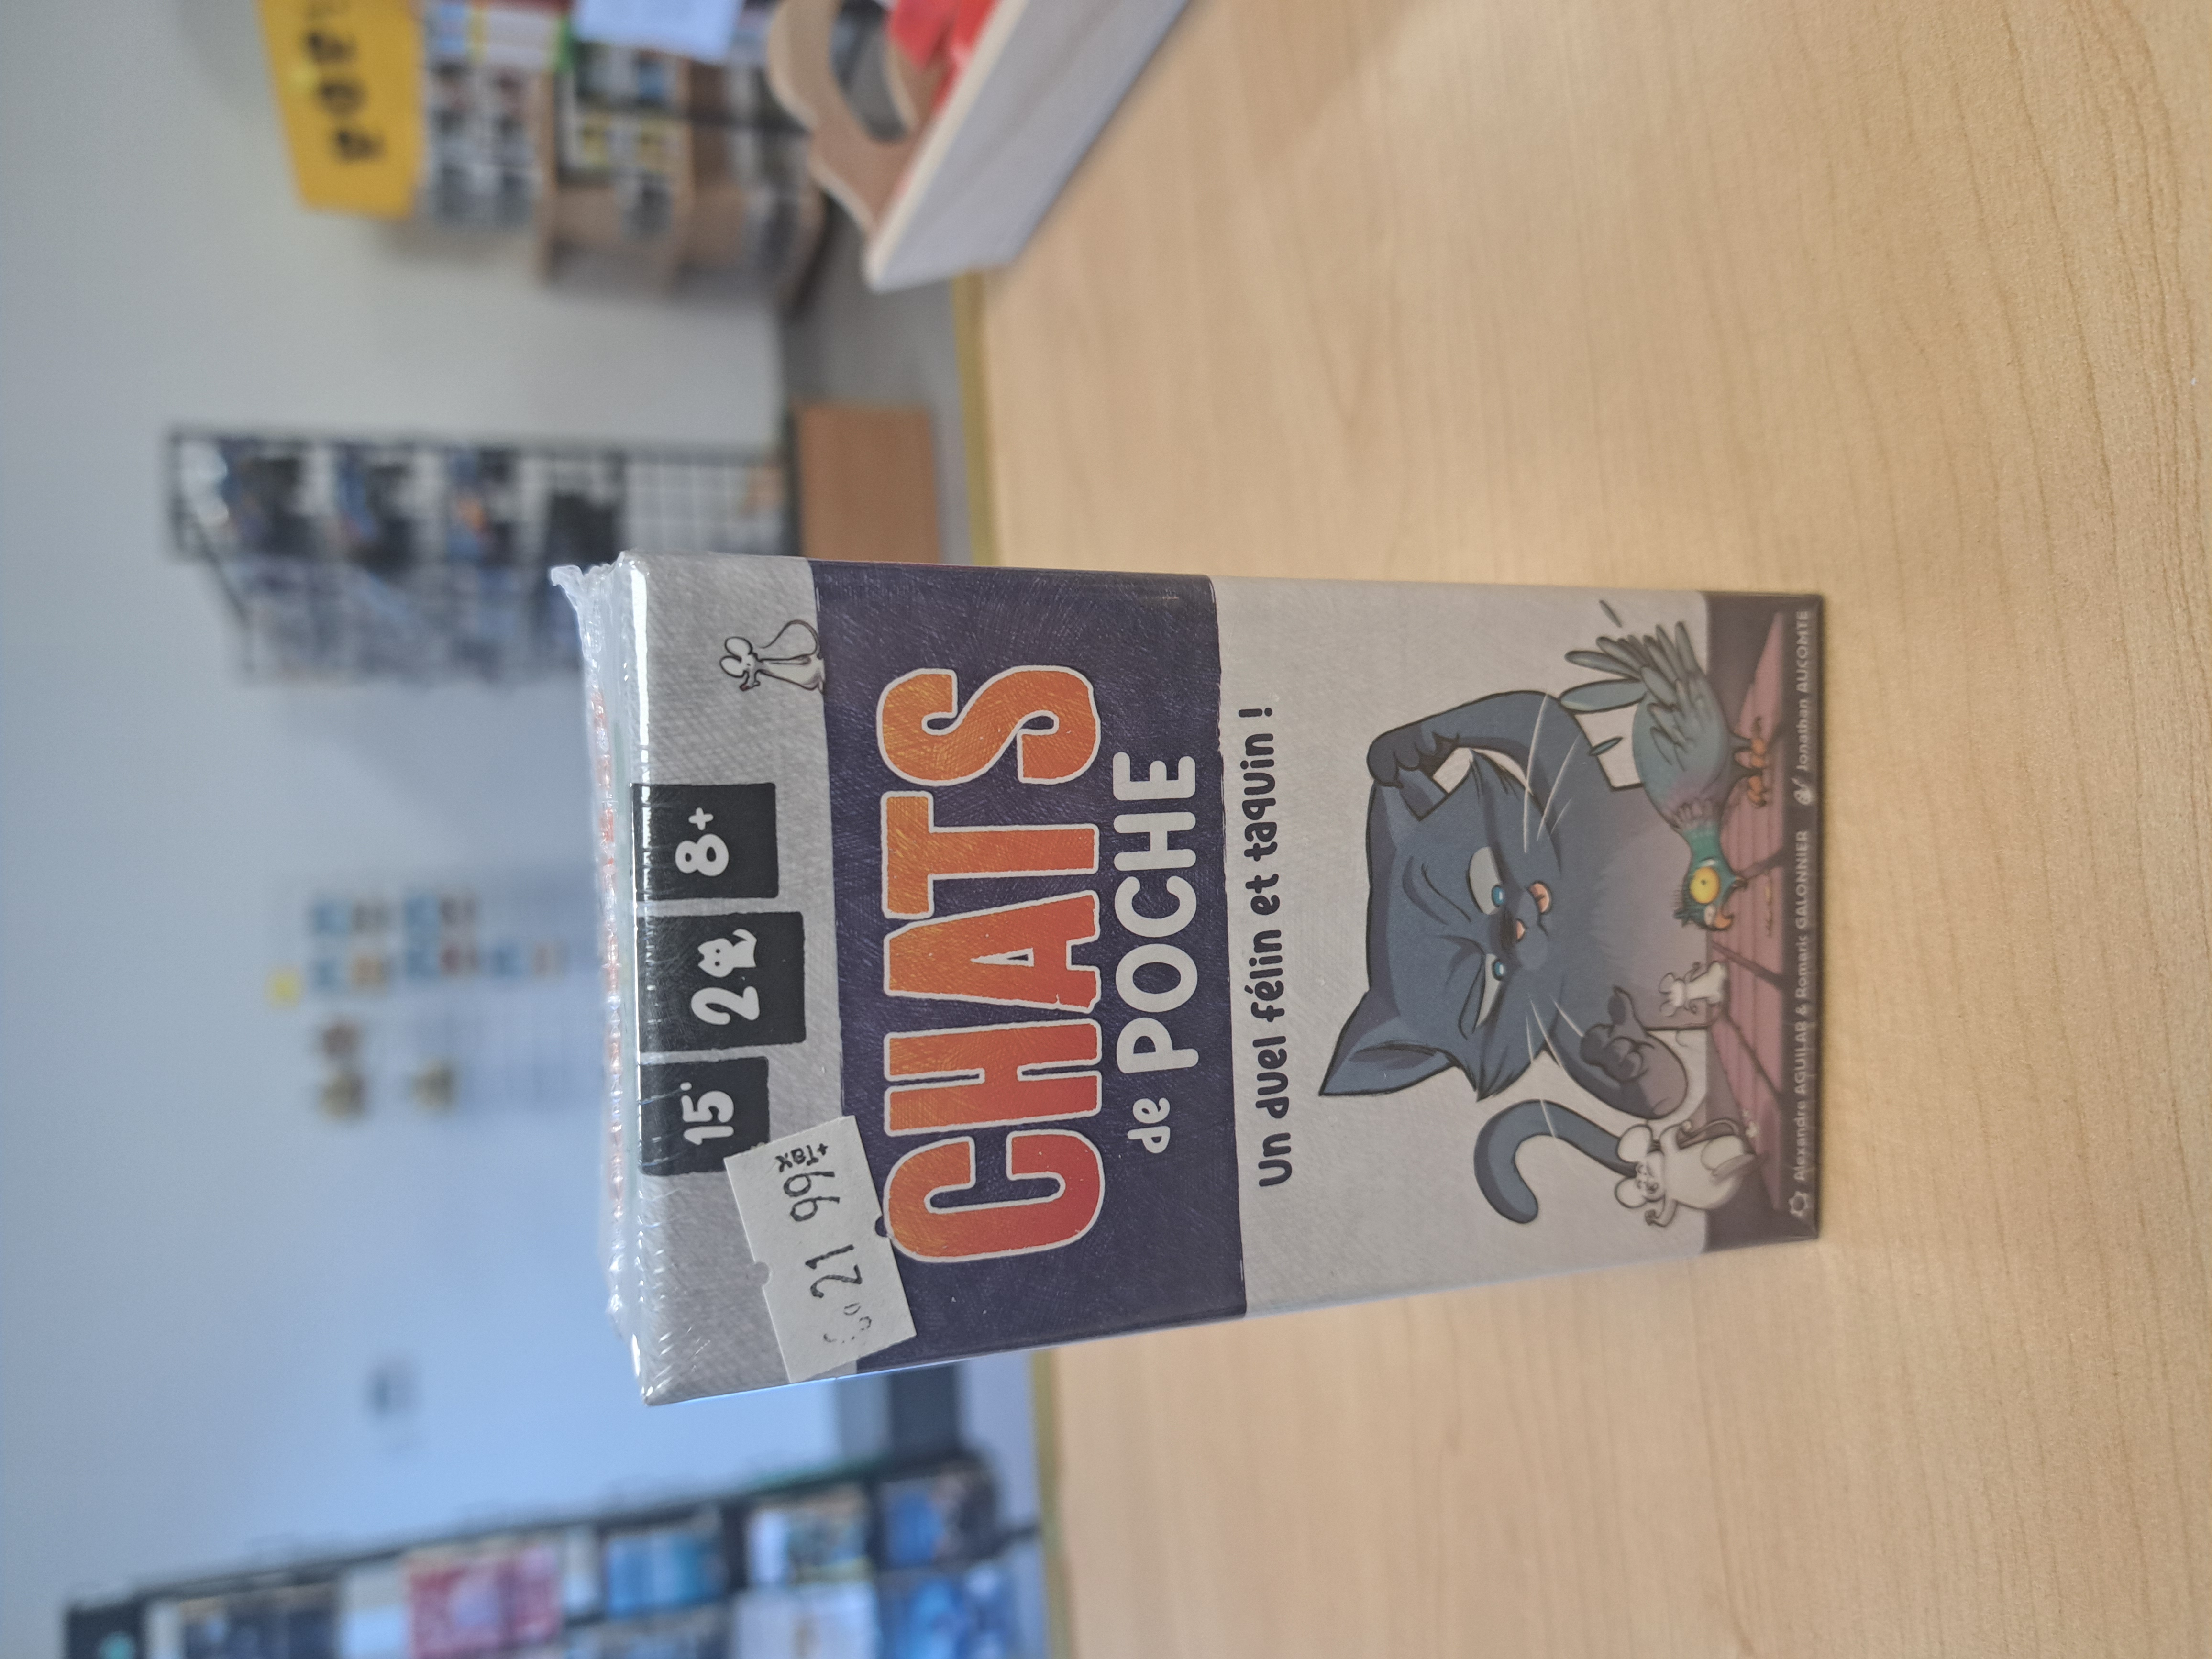 15'
2
8+
21 99/
+Tax
CHATS
de POCHE
Un duel félin et taquin !
Alexandre AGUILAR & Romaric GALONNIER
Jonathan AUCOMTE